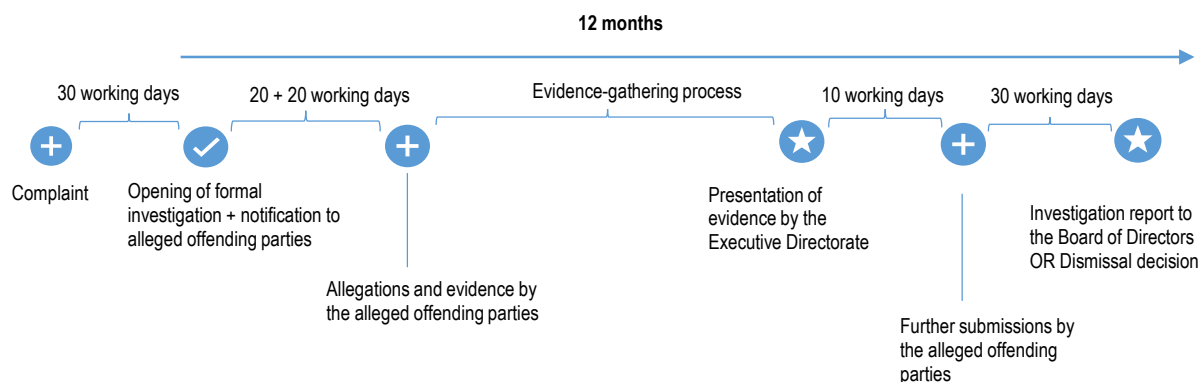 12 months
30 working days
20 + 20 working days
Evidence-gathering process
10 working days
30 working days
Complaint
Opening of formal
investigation + notification to
alleged offending parties
Allegations and evidence by
the alleged offending parties
Presentation of
evidence by the
Executive Directorate
Further submissions by
the alleged offending
parties
Investigation report to
the Board of Directors
OR Dismissal decision